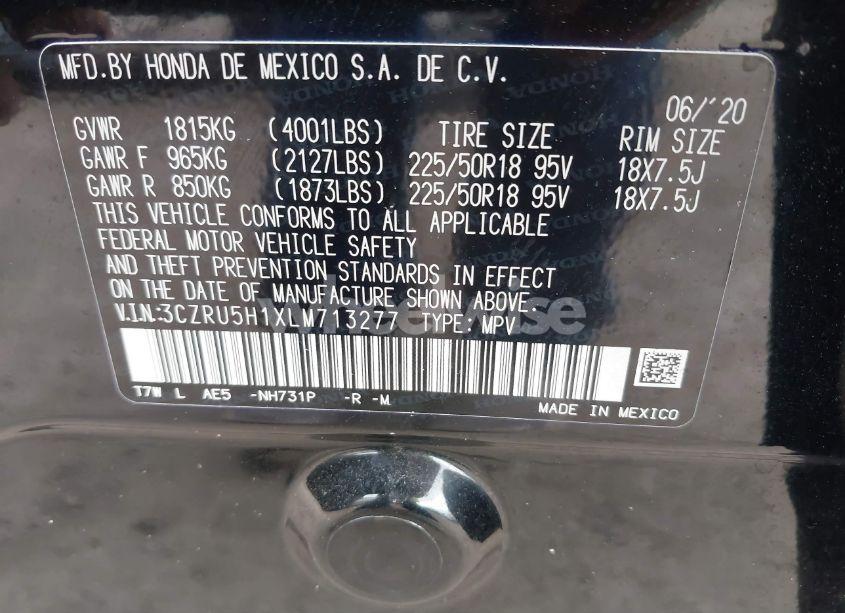 MFD.BY HONDA DE MEXICO S.A. DE C.V.
06/'20
GVWR 1815KG (4001LBS) TIRE SIZE RIM SIZE
GAWR F 965KG (2127LBS) 225/50R18 95V 18X7.5J
GAWR R 850KG (1873LBS) 225/50R18 95V 18X7.5J
THIS VEHICLE CONFORMS TO ALL APPLICABLE
FEDERAL MOTOR VEHICLE SAFETY
AND THEFT PREVENTION STANDARDS IN EFFECT
ON THE DATE OF MANUFACTURE SHOWN ABOVE.
V.I.N:3CZRU5H1XLM713277 TYPE: MPV
T7W L AE5 -NH731P -R -M
MADE IN MEXICO